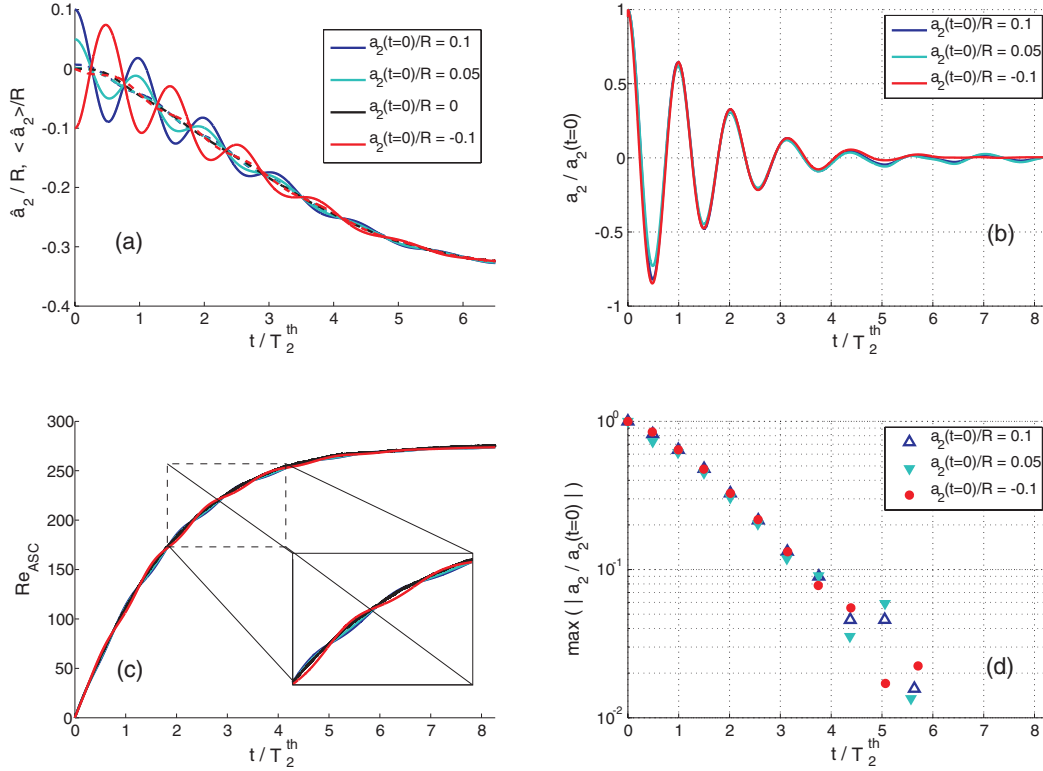 0.1
0
-0.1
-0.2
-0.3
-0.4
0 1 2 3 4 5 6
â₂ / R, < â₂>/R
t / T₂ᵗʰ
(a)
a₂(t=0)/R = 0.1
a₂(t=0)/R = 0.05
a₂(t=0)/R = 0
a₂(t=0)/R = -0.1
1
0.5
0
-0.5
-1
0 1 2 3 4 5 6 7 8
a₂ / a₂(t=0)
t / T₂ᵗʰ
(b)
a₂(t=0)/R = 0.1
a₂(t=0)/R = 0.05
a₂(t=0)/R = -0.1
300
250
200
150
100
50
0
0 1 2 3 4 5 6 7 8
Re_ASC
t / T₂ᵗʰ
(c)
10⁰
10⁻¹
10⁻²
0 1 2 3 4 5 6 7 8
max ( | a₂ / a₂(t=0) | )
t / T₂ᵗʰ
(d)
a₂(t=0)/R = 0.1
a₂(t=0)/R = 0.05
a₂(t=0)/R = -0.1